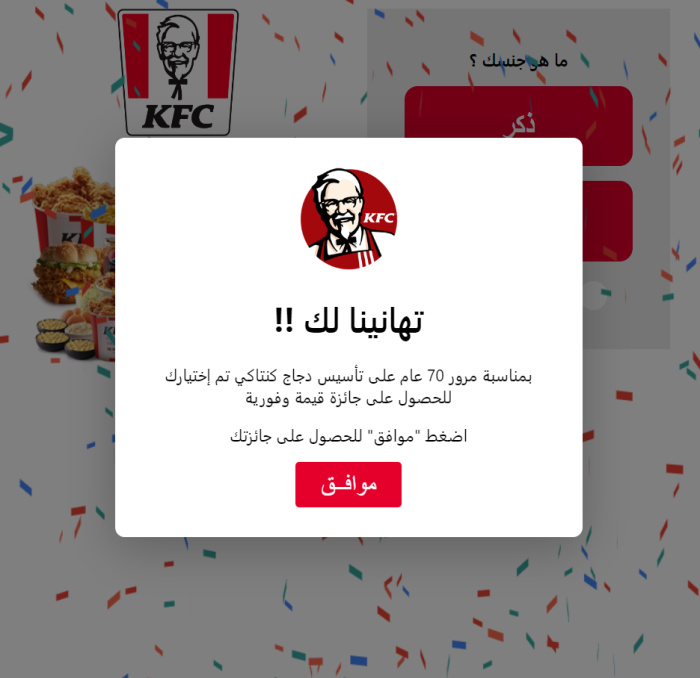 KFC
ما هو جنسك ؟
ذكر
KFC
تهانينا لك !!
بمناسبة مرور 70 عام على تأسيس دجاج كنتاكي تم إختيارك
للحصول على جائزة قيمة وفورية
اضغط "موافق" للحصول على جائزتك
موافـق